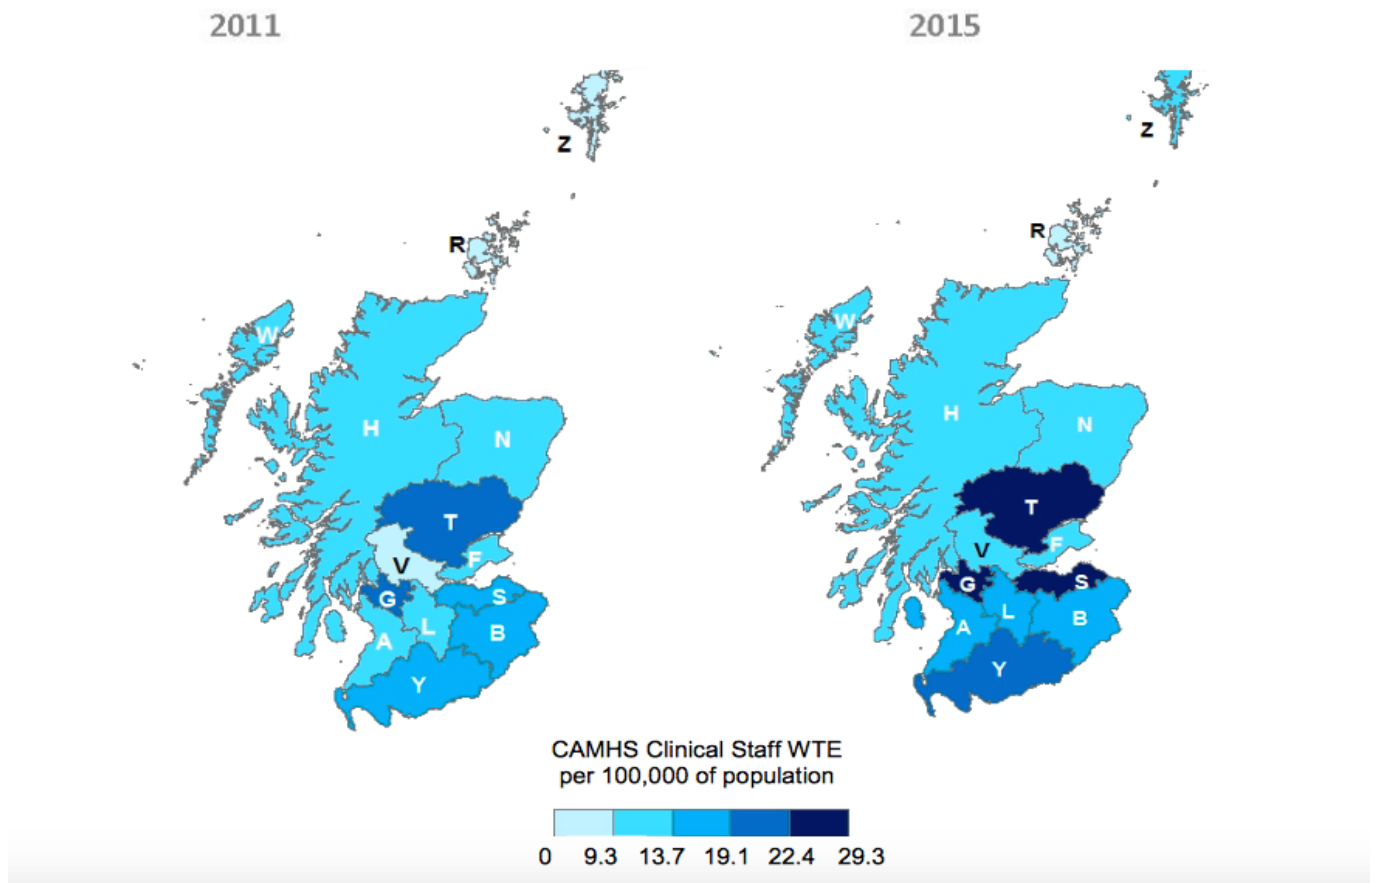 2011
2015
Z
Z
R
R
W
W
H
H
N
N
T
T
V
F
V
F
G
S
G
S
A
L
B
A
L
B
Y
Y
CAMHS Clinical Staff WTE
per 100,000 of population
0 9.3 13.7 19.1 22.4 29.3